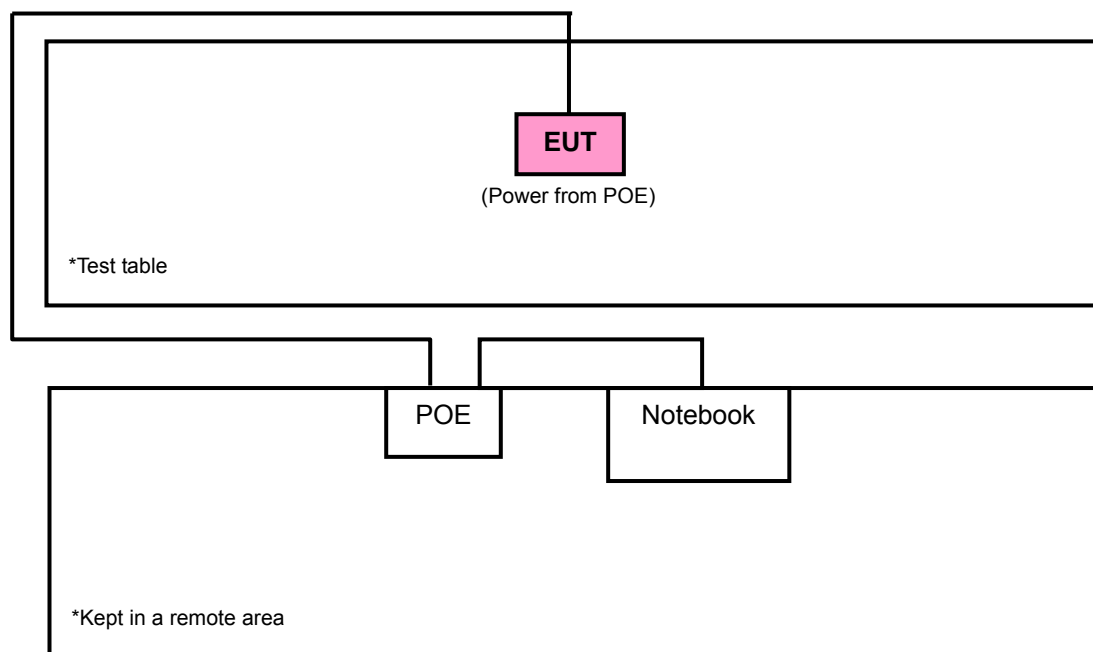 EUT
(Power from POE)
*Test table
POE
Notebook
*Kept in a remote area